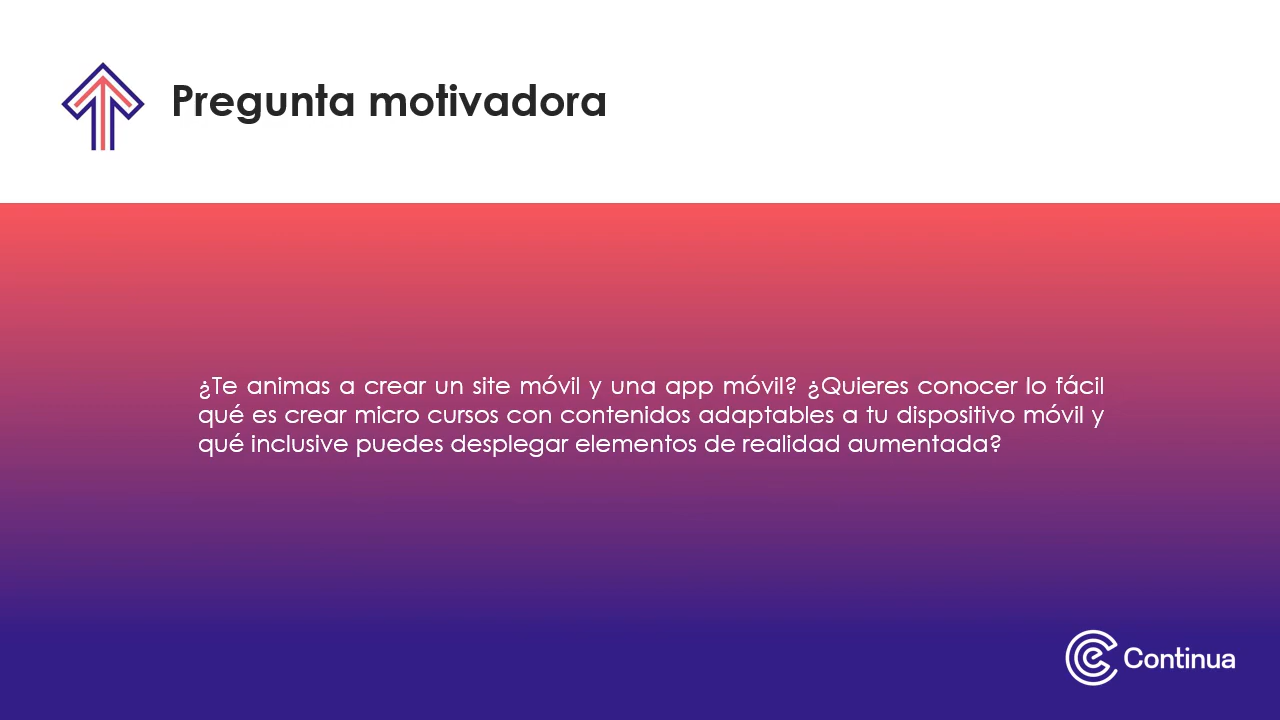 Pregunta motivadora
¿Te animas a crear un site móvil y una app móvil? ¿Quieres conocer lo fácil
qué es crear micro cursos con contenidos adaptables a tu dispositivo móvil y
qué inclusive puedes desplegar elementos de realidad aumentada?
Continua